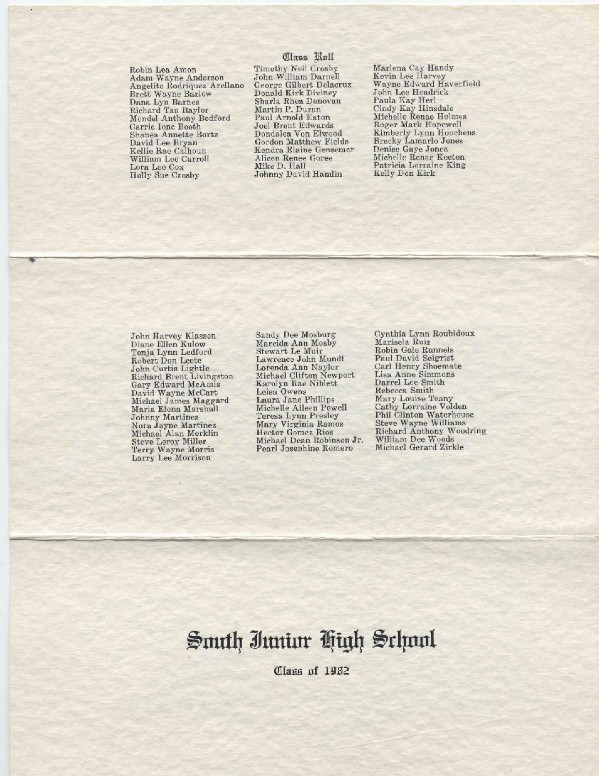 Class Roll
Robin Lea Amon
Adam Wayne Anderson
Angelito Rodriquez Arellano
Brett Wayne Barlow
Dana Lyn Barnes
Richard Tau Baylor
Mendel Anthony Bedford
Carrie Ione Booth
Shanea Annette Bortz
David Lee Bryan
Kellie Rae Calhoun
William Lee Carroll
Lora Lee Cox
Holly Sue Crosby
Timothy Neil Crosby
John William Darnell
George Gilbert Delacruz
Donald Kirk Diviney
Sharla Rhea Donovan
Martin P. Duran
Paul Arnold Eaton
Joel Brent Edwards
Dondalea Von Ellwood
Gordon Matthew Fields
Kendra Elaine Gensemer
Alicen Renee Goree
Mike D. Hall
Johnny David Hamlin
Marlena Cay Handy
Kevin Lee Harvey
Wayne Edward Haverfield
John Lee Headrick
Paula Kay Herl
Cindy Kay Hinsdale
Michelle Renae Holmes
Roger Mark Hopewell
Kimberly Lynn Houchens
Brecky Lamarlo Jones
Denise Gaye Jones
Michelle Renae Keeton
Patricia Lorraine King
Kelly Don Kirk
John Harvey Klassen
Diane Ellen Kulow
Tonja Lynn Ledford
Robert Don Leete
John Curtis Lightle
Richard Brent Livingston
Gary Edward McAmis
David Wayne McCart
Michael James Maggard
Maria Elena Marshall
Johnny Martinez
Nora Jayne Martinez
Michael Alan Mecklin
Steve Leroy Miller
Terry Wayne Morris
Larry Lee Morrison
Sandy Dee Mosburg
Marcida Ann Mosby
Stewart Le Muir
Lawrence John Mundt
Lorenda Ann Naylor
Michael Clifton Newport
Karolyn Rae Niblett
Leisa Owens
Laura Jane Phillips
Michelle Aileen Powell
Teresa Lynn Presley
Mary Virginia Ramos
Hector Gomez Rios
Michael Dean Robinson Jr.
Pearl Josephine Romero
Cynthia Lynn Roubidoux
Marisela Ruiz
Robin Gale Runnels
Paul David Seigrist
Carl Henry Shoemate
Lisa Anne Simmons
Darrel Lee Smith
Rebecca Smith
Mary Louise Teany
Cathy Lorraine Velden
Phil Clinton Waterhouse
Steve Wayne Williams
Richard Anthony Woodring
William Dee Woods
Michael Gerard Zirkle
South Junior High School
Class of 1982